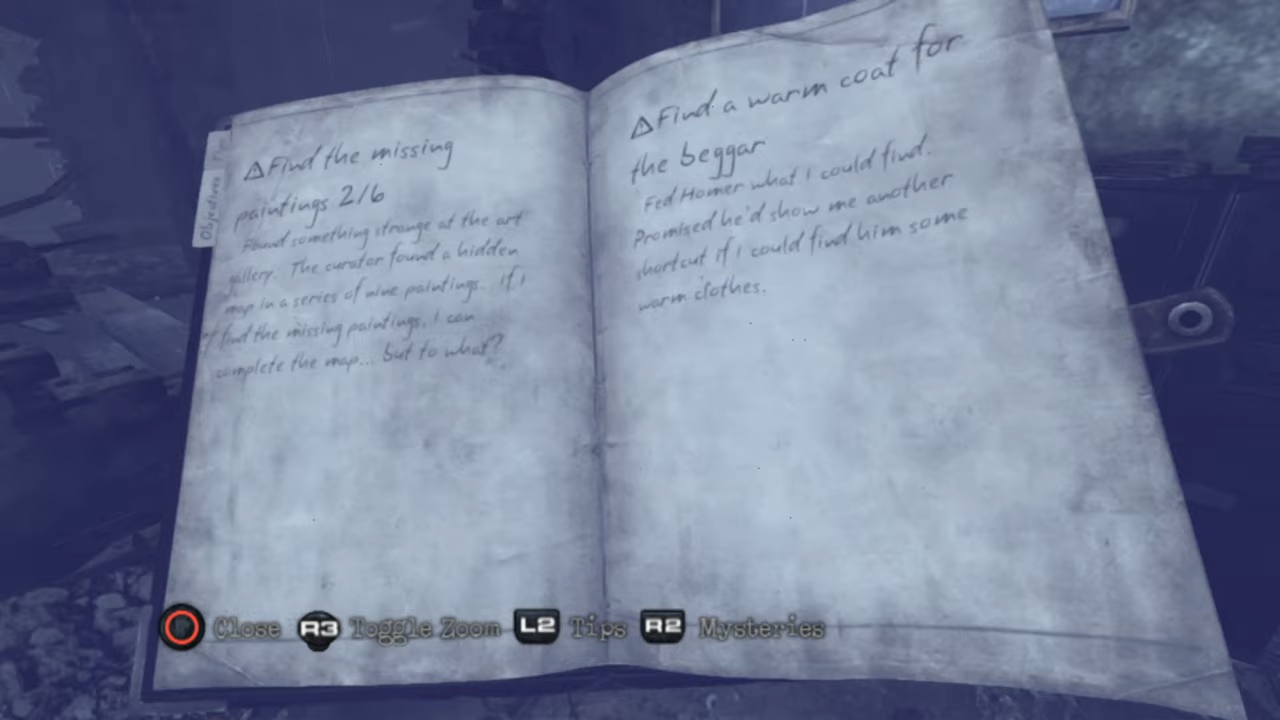 Objectives
⚠Find the missing
paintings 2/6
Found something strange at the art
gallery. The curator found a hidden
map in a series of nine paintings... if I
find the missing paintings, I can
complete the map... but to what?
⚠Find a warm coat for
the beggar
Fed Homer what I could find.
Promised he'd show me another
shortcut if I could find him some
warm clothes.
Close R3 Toggle Zoom L2 Tips R2 Mysteries